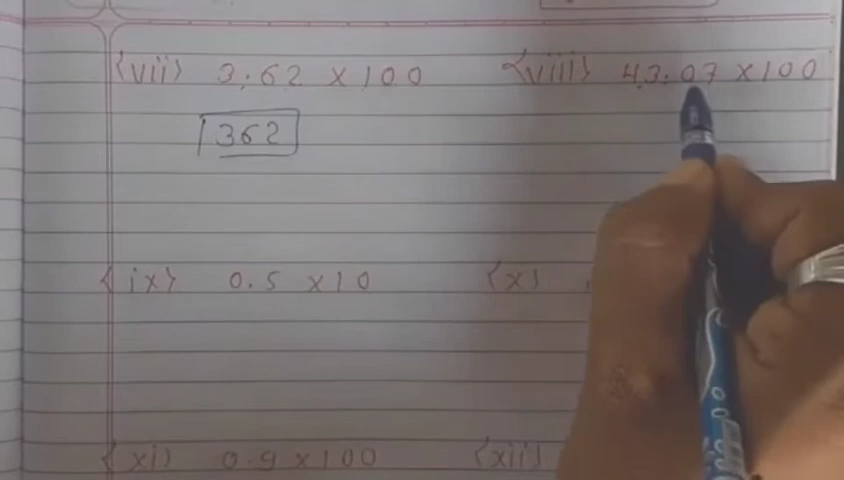 (vii) 3.62 × 100 (viii) 43.07 × 100
362
(ix) 0.5 × 10 (x)
(xi) 0.9 × 100 (xii)